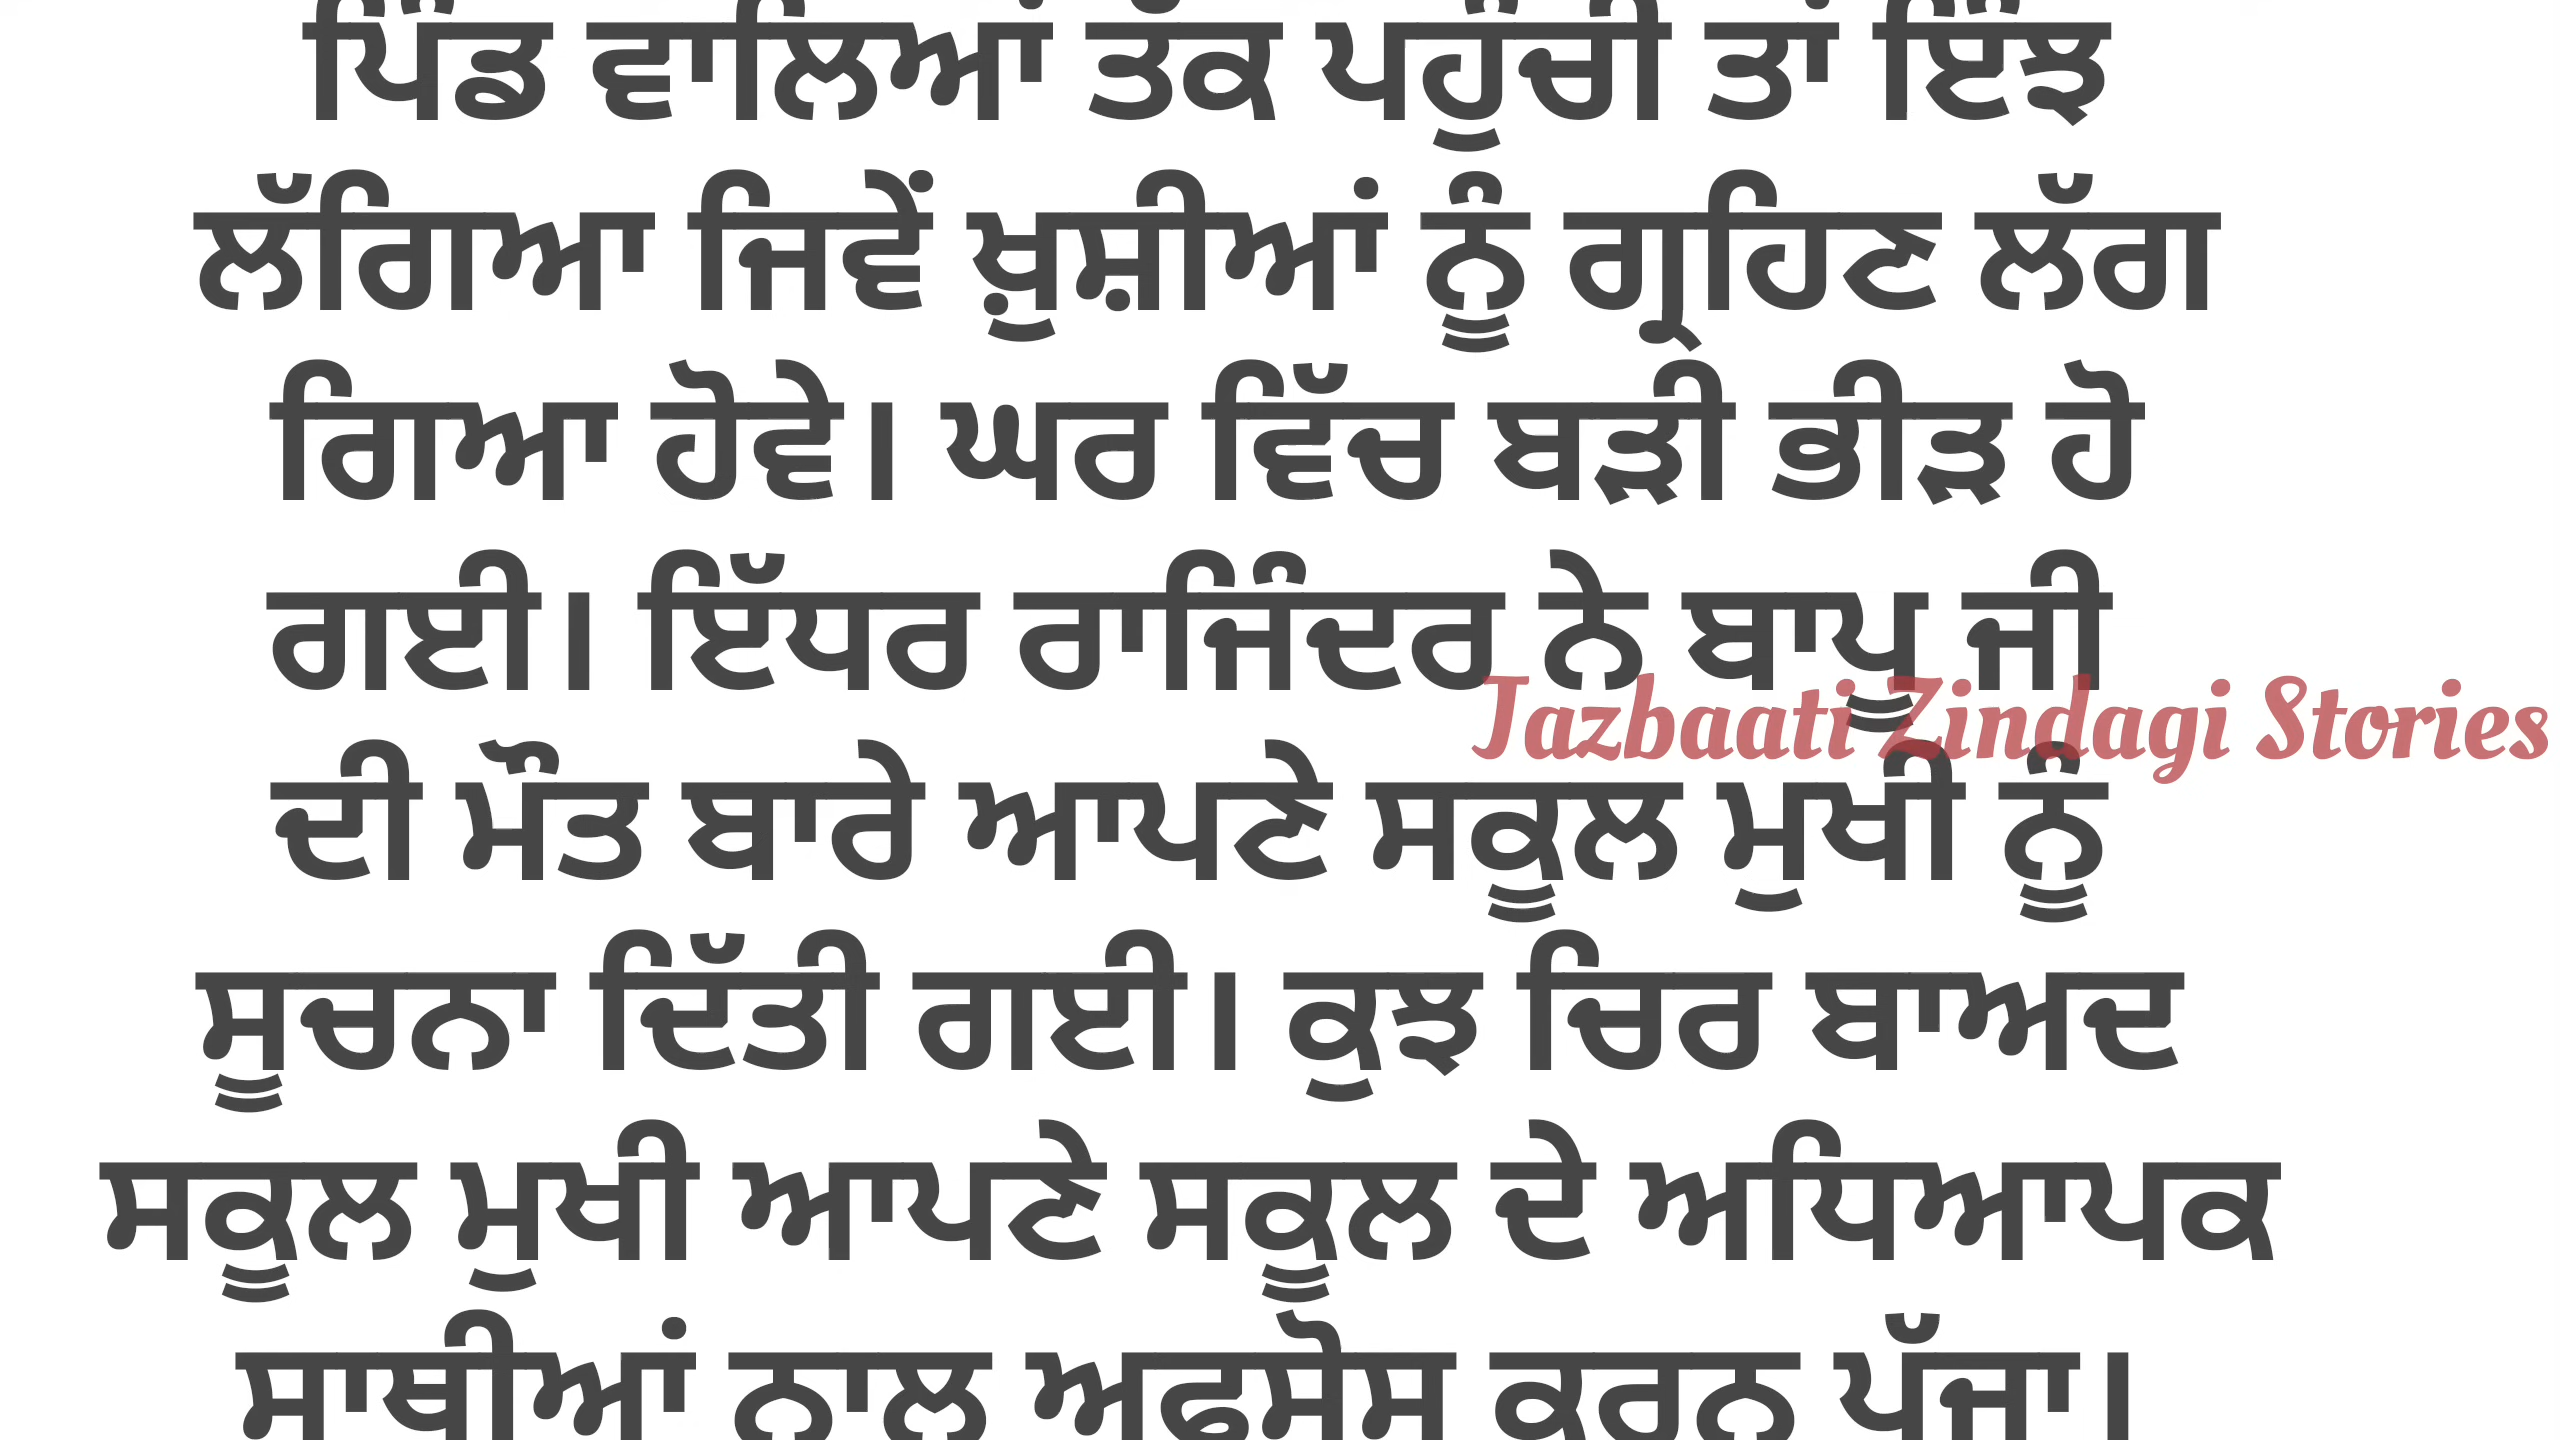 ਪਿੰਡ ਵਾਲਿਆਂ ਤੱਕ ਪਹੁੰਚੀ ਤਾਂ ਇੰਝ
ਲੱਗਿਆ ਜਿਵੇਂ ਖ਼ੁਸ਼ੀਆਂ ਨੂੰ ਗ੍ਰਹਿਣ ਲੱਗ
ਗਿਆ ਹੋਵੇ। ਘਰ ਵਿੱਚ ਬੜੀ ਭੀੜ ਹੋ
ਗਈ। ਇੱਧਰ ਰਾਜਿੰਦਰ ਨੇ ਬਾਪੂ ਜੀ
Jazbaati Zindagi Stories
ਦੀ ਮੌਤ ਬਾਰੇ ਆਪਣੇ ਸਕੂਲ ਮੁਖੀ ਨੂੰ
ਸੂਚਨਾ ਦਿੱਤੀ ਗਈ। ਕੁਝ ਚਿਰ ਬਾਅਦ
ਸਕੂਲ ਮੁਖੀ ਆਪਣੇ ਸਕੂਲ ਦੇ ਅਧਿਆਪਕ
ਸਾਥੀਆਂ ਨਾਲ ਅਫਸੋਸ ਕਰਨ ਪੱਜਾ।